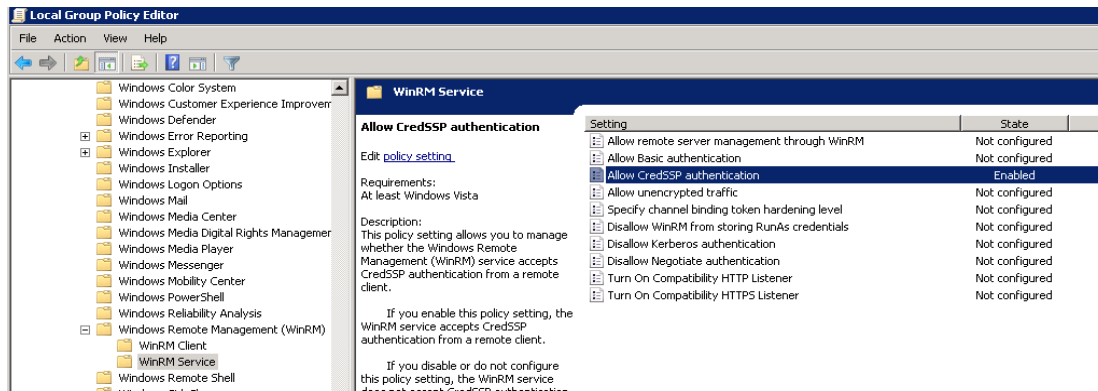 Local Group Policy Editor
File Action View Help
Windows Color System
Windows Customer Experience Improvem
Windows Defender
Windows Error Reporting
Windows Explorer
Windows Installer
Windows Logon Options
Windows Mail
Windows Media Center
Windows Media Digital Rights Managemer
Windows Media Player
Windows Messenger
Windows Mobility Center
Windows PowerShell
Windows Reliability Analysis
Windows Remote Management (WinRM)
WinRM Client
WinRM Service
Windows Remote Shell
WinRM Service
Allow CredSSP authentication
Edit policy setting
Requirements:
At least Windows Vista
Description:
This policy setting allows you to manage
whether the Windows Remote
Management (WinRM) service accepts
CredSSP authentication from a remote
client.
If you enable this policy setting, the
WinRM service accepts CredSSP
authentication from a remote client.
If you disable or do not configure
this policy setting, the WinRM service
does not accept CredSSP authentication
Setting State
Allow remote server management through WinRM Not configured
Allow Basic authentication Not configured
Allow CredSSP authentication Enabled
Allow unencrypted traffic Not configured
Specify channel binding token hardening level Not configured
Disallow WinRM from storing RunAs credentials Not configured
Disallow Kerberos authentication Not configured
Disallow Negotiate authentication Not configured
Turn On Compatibility HTTP Listener Not configured
Turn On Compatibility HTTPS Listener Not configured